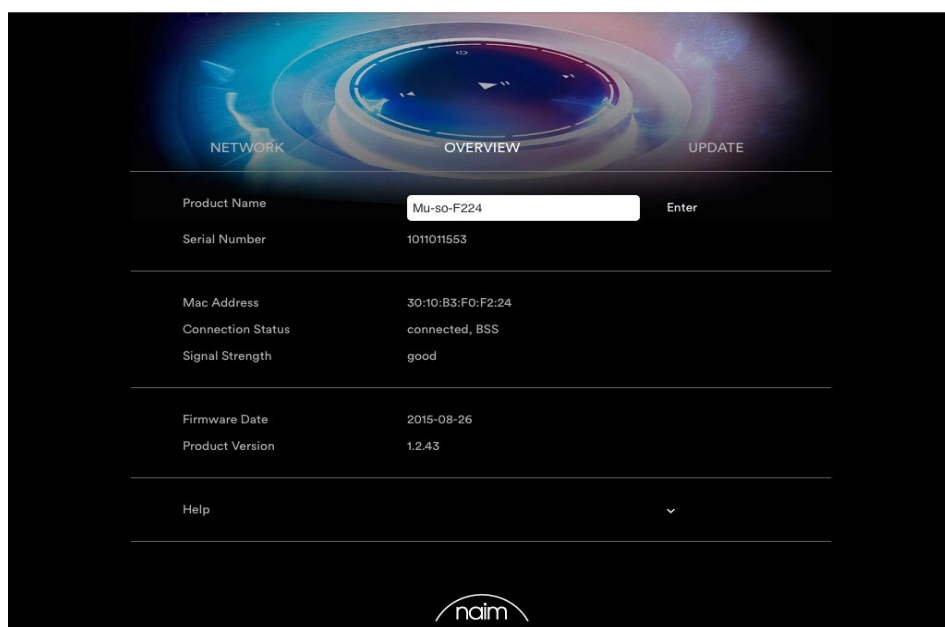 NETWORK OVERVIEW UPDATE
Product Name Mu-so-F224 Enter
Serial Number 1011011553
Mac Address 30:10:B3:F0:F2:24
Connection Status connected, BSS
Signal Strength good
Firmware Date 2015-08-26
Product Version 1.2.43
Help
naim